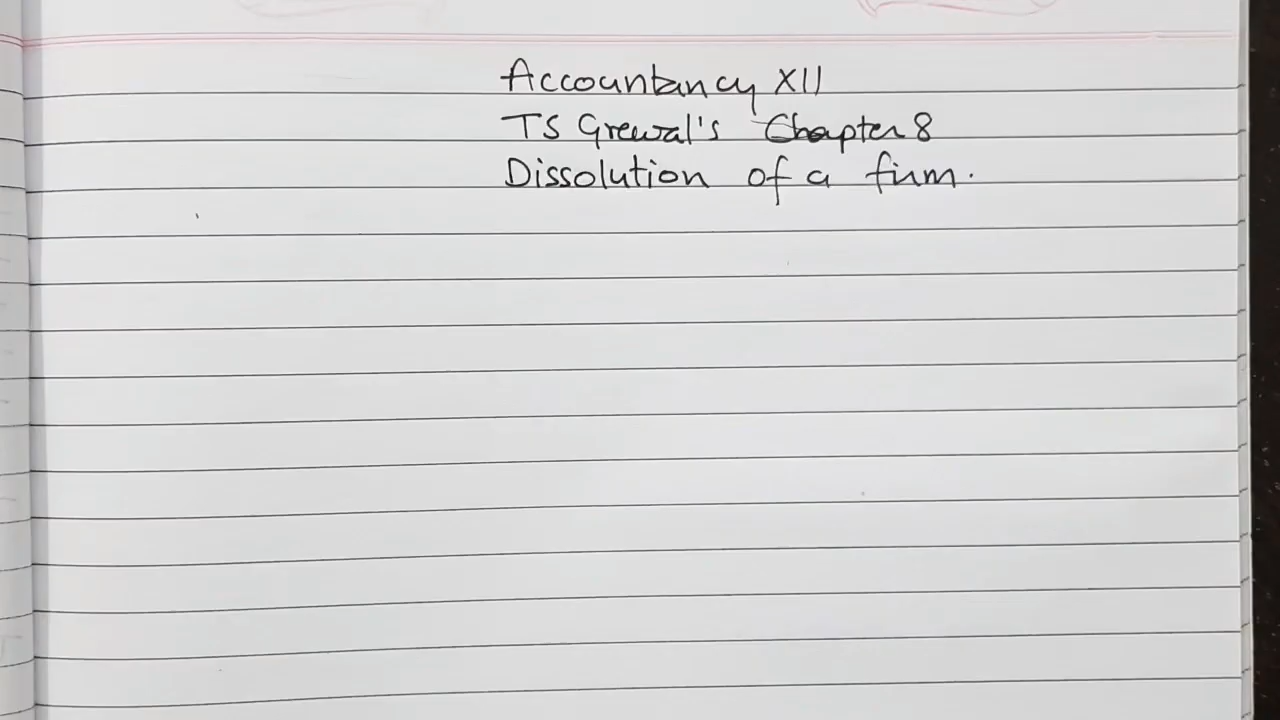 Accountancy XII
TS Grewal's Chapter 8
Dissolution of a firm.